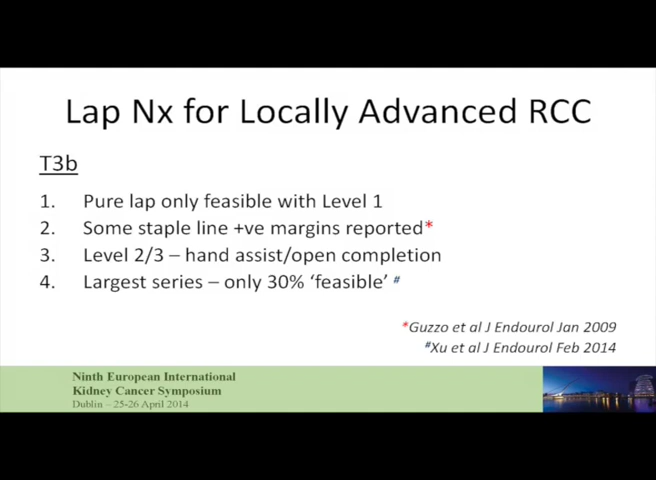 Lap Nx for Locally Advanced RCC
T3b
1. Pure lap only feasible with Level 1
2. Some staple line +ve margins reported*
3. Level 2/3 – hand assist/open completion
4. Largest series – only 30% 'feasible' #
*Guzzo et al J Endourol Jan 2009
#Xu et al J Endourol Feb 2014
Ninth European International
Kidney Cancer Symposium
Dublin – 25-26 April 2014